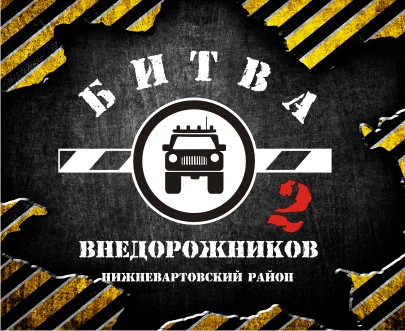 БИТВА
2
ВНЕДОРОЖНИКОВ
НИЖНЕВАРТОВСКИЙ РАЙОН